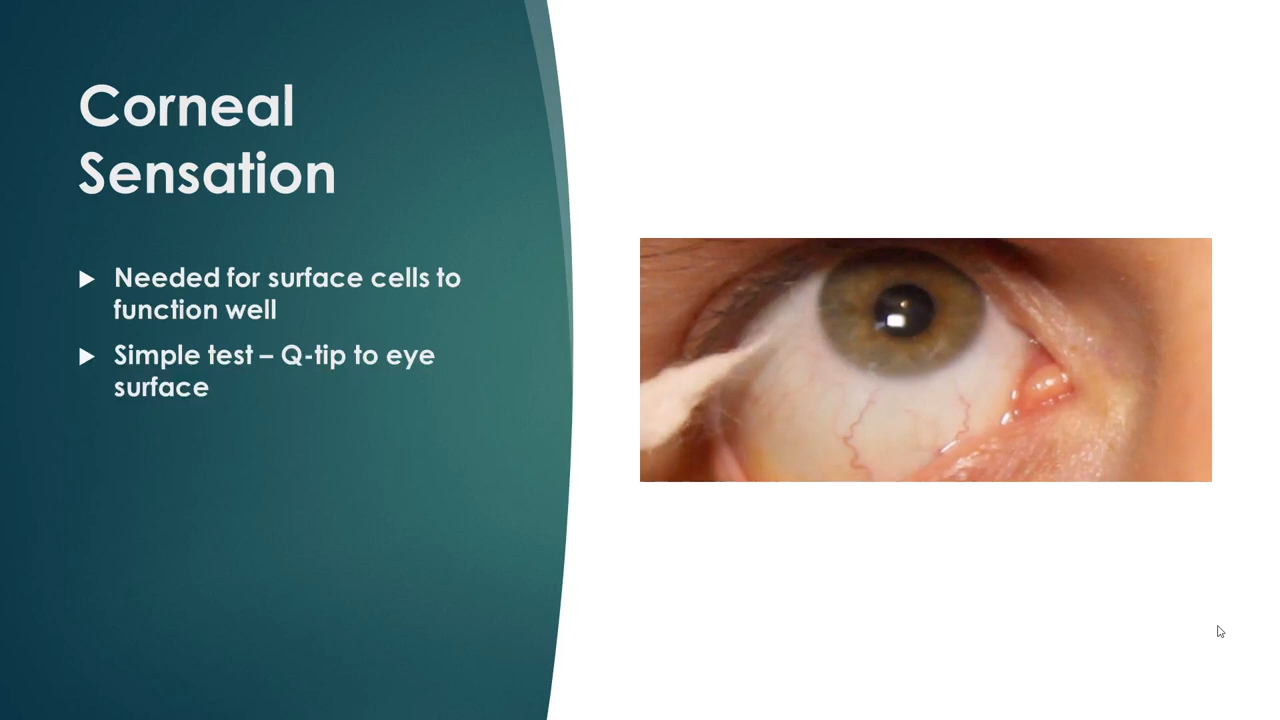 Corneal
Sensation
Needed for surface cells to
function well
Simple test – Q-tip to eye
surface